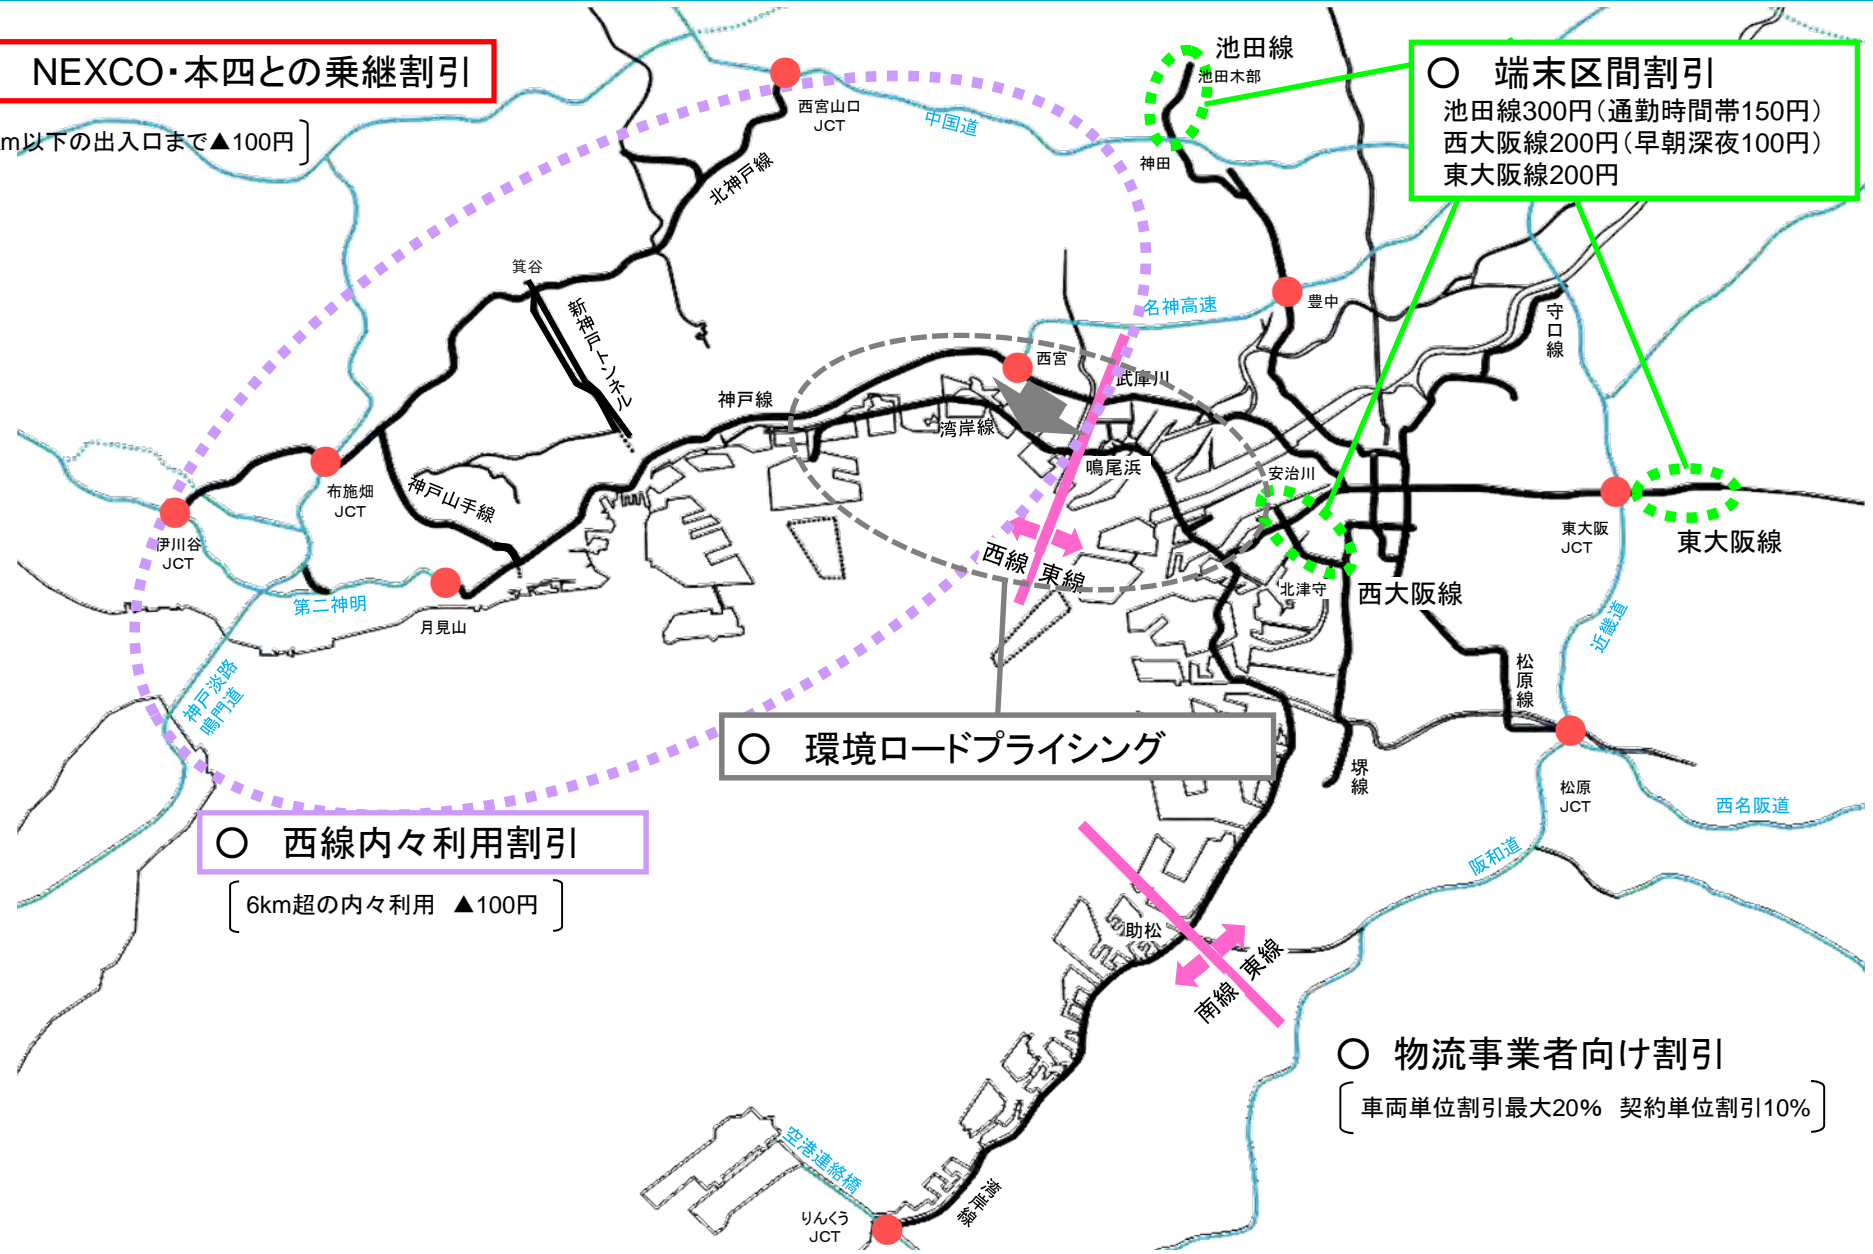 NEXCO・本四との乗継割引
m以下の出入口まで▲100円
池田線
池田木部
○　端末区間割引
池田線300円（通勤時間帯150円）
西大阪線200円（早朝深夜100円）
東大阪線200円
西宮山口
JCT
中国道
神田
北神戸線
箕谷
新神戸トンネル
名神高速
豊中
守口線
西宮
武庫川
神戸線
湾岸線
鳴尾浜
安治川
布施畑
JCT
神戸山手線
伊川谷
JCT
東大阪
JCT
東大阪線
西線
東線
北津守
西大阪線
第二神明
月見山
近畿道
神戸淡路
鳴門道
松原線
○　環境ロードプライシング
堺線
松原
JCT
西名阪道
○　西線内々利用割引
6km超の内々利用　▲100円
阪和道
助松
東線
南線
○　物流事業者向け割引
車両単位割引最大20%　契約単位割引10%
空港連絡橋
湾岸線
りんくう
JCT